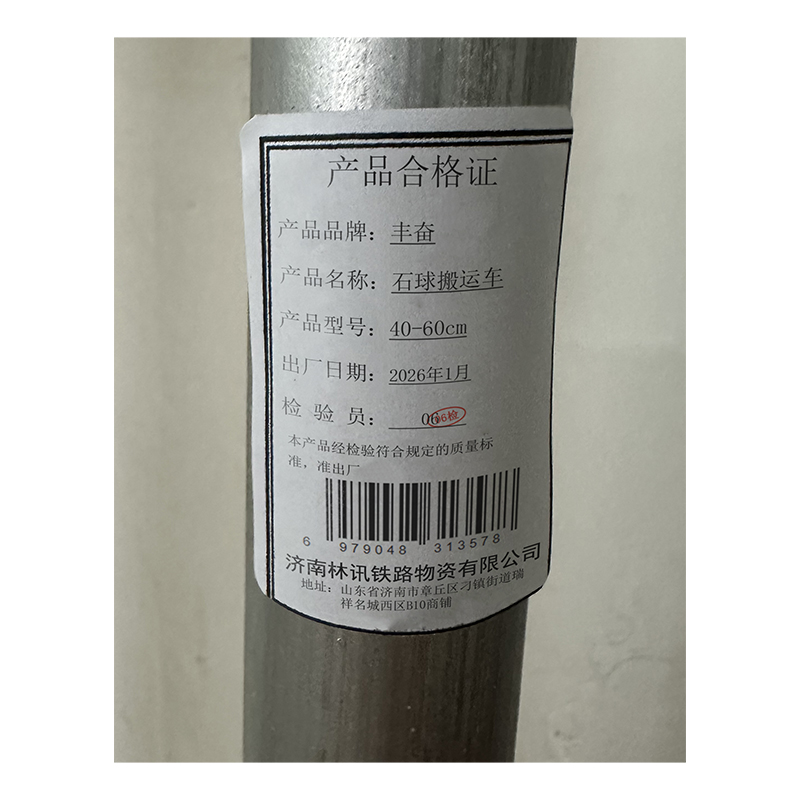 产品合格证
产品品牌：丰奋
产品名称：石球搬运车
产品型号：40-60cm
出厂日期：2026年1月
检验员：06 06检
本产品经检验符合规定的质量标
准，准出厂
6 979048 313578
济南林讯铁路物资有限公司
地址：山东省济南市章丘区刁镇街道瑞
祥名城西区B10商铺